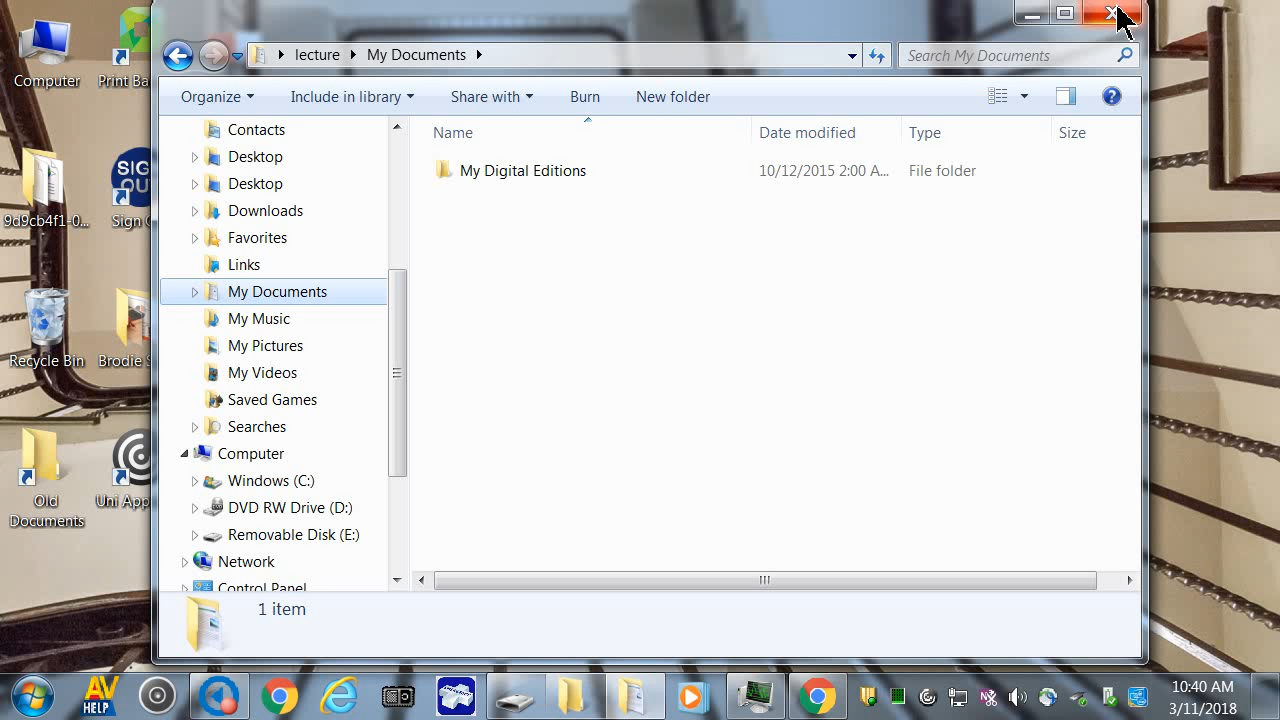 Computer
Print Ba
9d9cb4f1-0...
SIG
OUT
Sign
Recycle Bin
Brodie S
Old
Documents
Uni App
lecture
My Documents
Search My Documents
Organize
Include in library
Share with
Burn
New folder
Contacts
Desktop
Desktop
Downloads
Favorites
Links
My Documents
My Music
My Pictures
My Videos
Saved Games
Searches
Computer
Windows (C:)
DVD RW Drive (D:)
Removable Disk (E:)
Network
Control Panel
Name
Date modified
Type
Size
My Digital Editions
10/12/2015 2:00 A...
File folder
1 item
AV
HELP
10:40 AM
3/11/2018